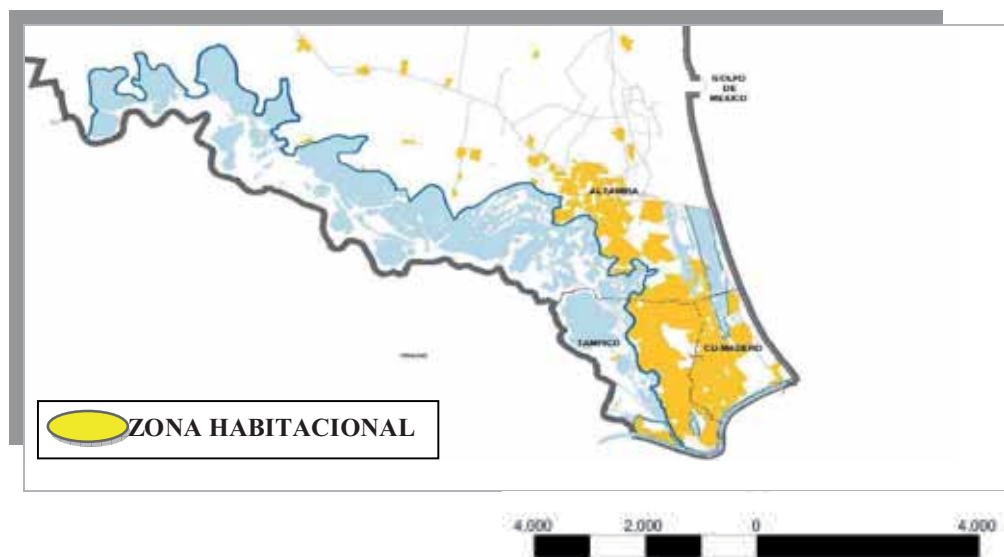 GOLFO
DE
MEXICO
ALTAMIRA
TAMPICO
CD MADERO
ZONA HABITACIONAL
4.000 2.000 0 4.000